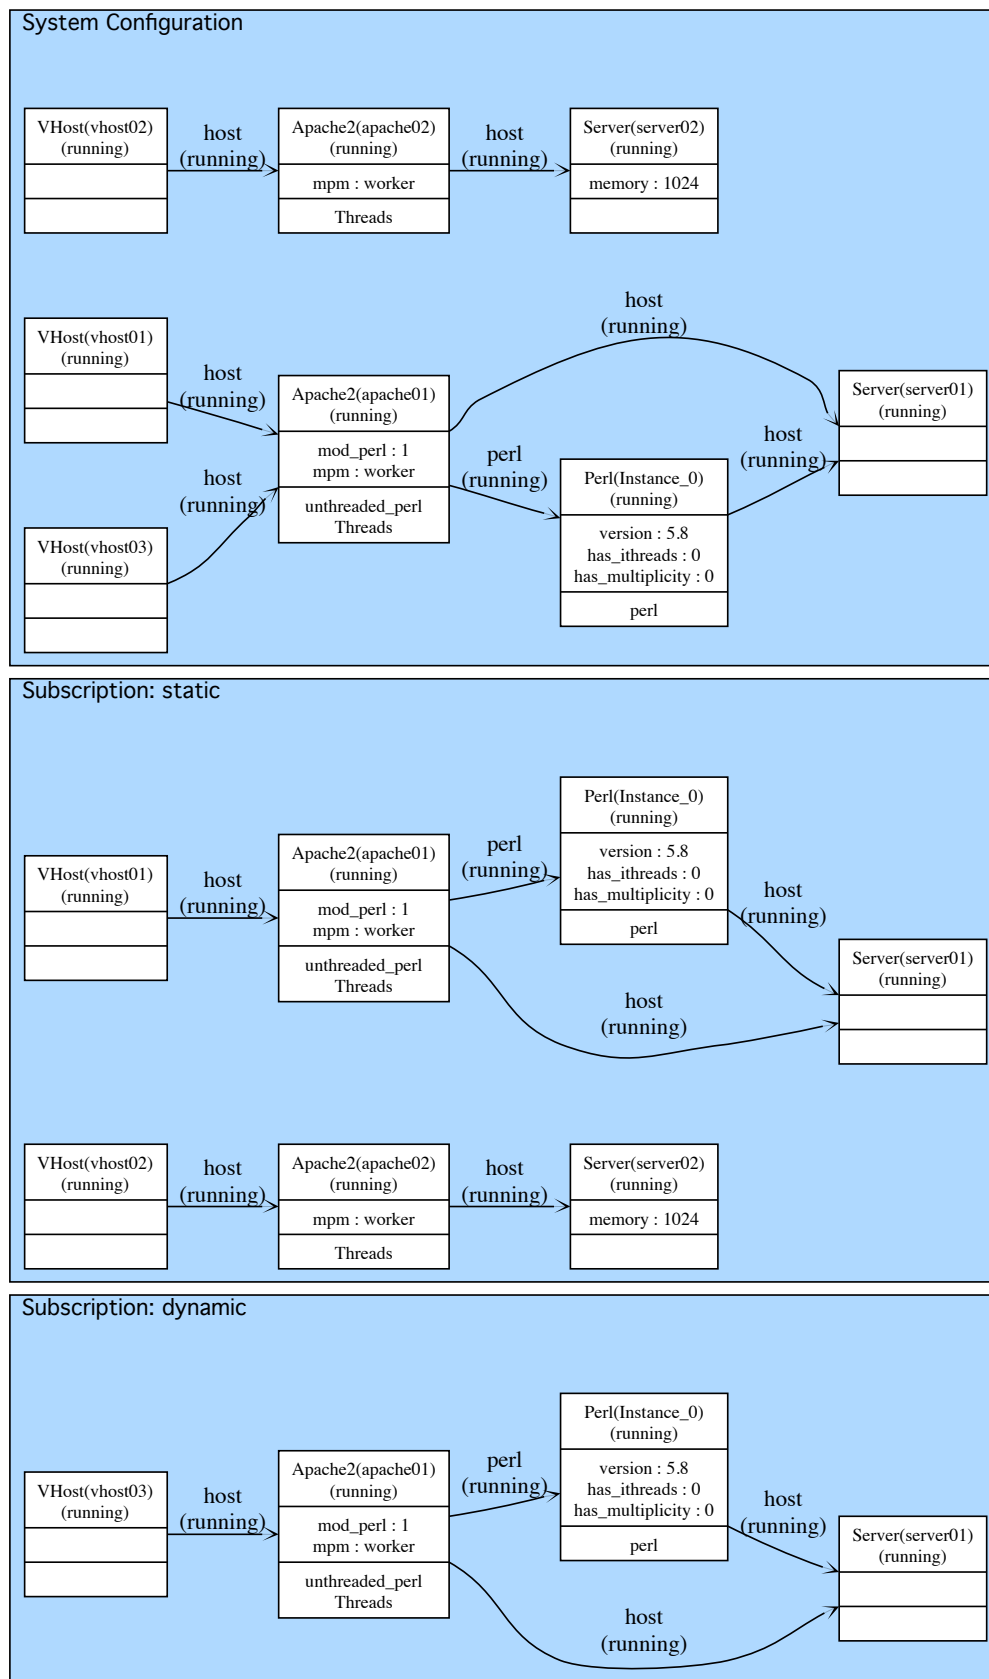 System Configuration
VHost(vhost02)
(running)
host
(running)
Apache2(apache02)
(running)
mpm : worker
Threads
host
(running)
Server(server02)
(running)
memory : 1024
VHost(vhost01)
(running)
host
(running)
VHost(vhost03)
(running)
host
(running)
Apache2(apache01)
(running)
mod_perl : 1
mpm : worker
unthreaded_perl
Threads
host
(running)
perl
(running)
Perl(Instance_0)
(running)
version : 5.8
has_ithreads : 0
has_multiplicity : 0
perl
host
(running)
Server(server01)
(running)
Subscription: static
VHost(vhost01)
(running)
host
(running)
Apache2(apache01)
(running)
mod_perl : 1
mpm : worker
unthreaded_perl
Threads
perl
(running)
Perl(Instance_0)
(running)
version : 5.8
has_ithreads : 0
has_multiplicity : 0
perl
host
(running)
host
(running)
Server(server01)
(running)
VHost(vhost02)
(running)
host
(running)
Apache2(apache02)
(running)
mpm : worker
Threads
host
(running)
Server(server02)
(running)
memory : 1024
Subscription: dynamic
VHost(vhost03)
(running)
host
(running)
Apache2(apache01)
(running)
mod_perl : 1
mpm : worker
unthreaded_perl
Threads
perl
(running)
Perl(Instance_0)
(running)
version : 5.8
has_ithreads : 0
has_multiplicity : 0
perl
host
(running)
host
(running)
Server(server01)
(running)